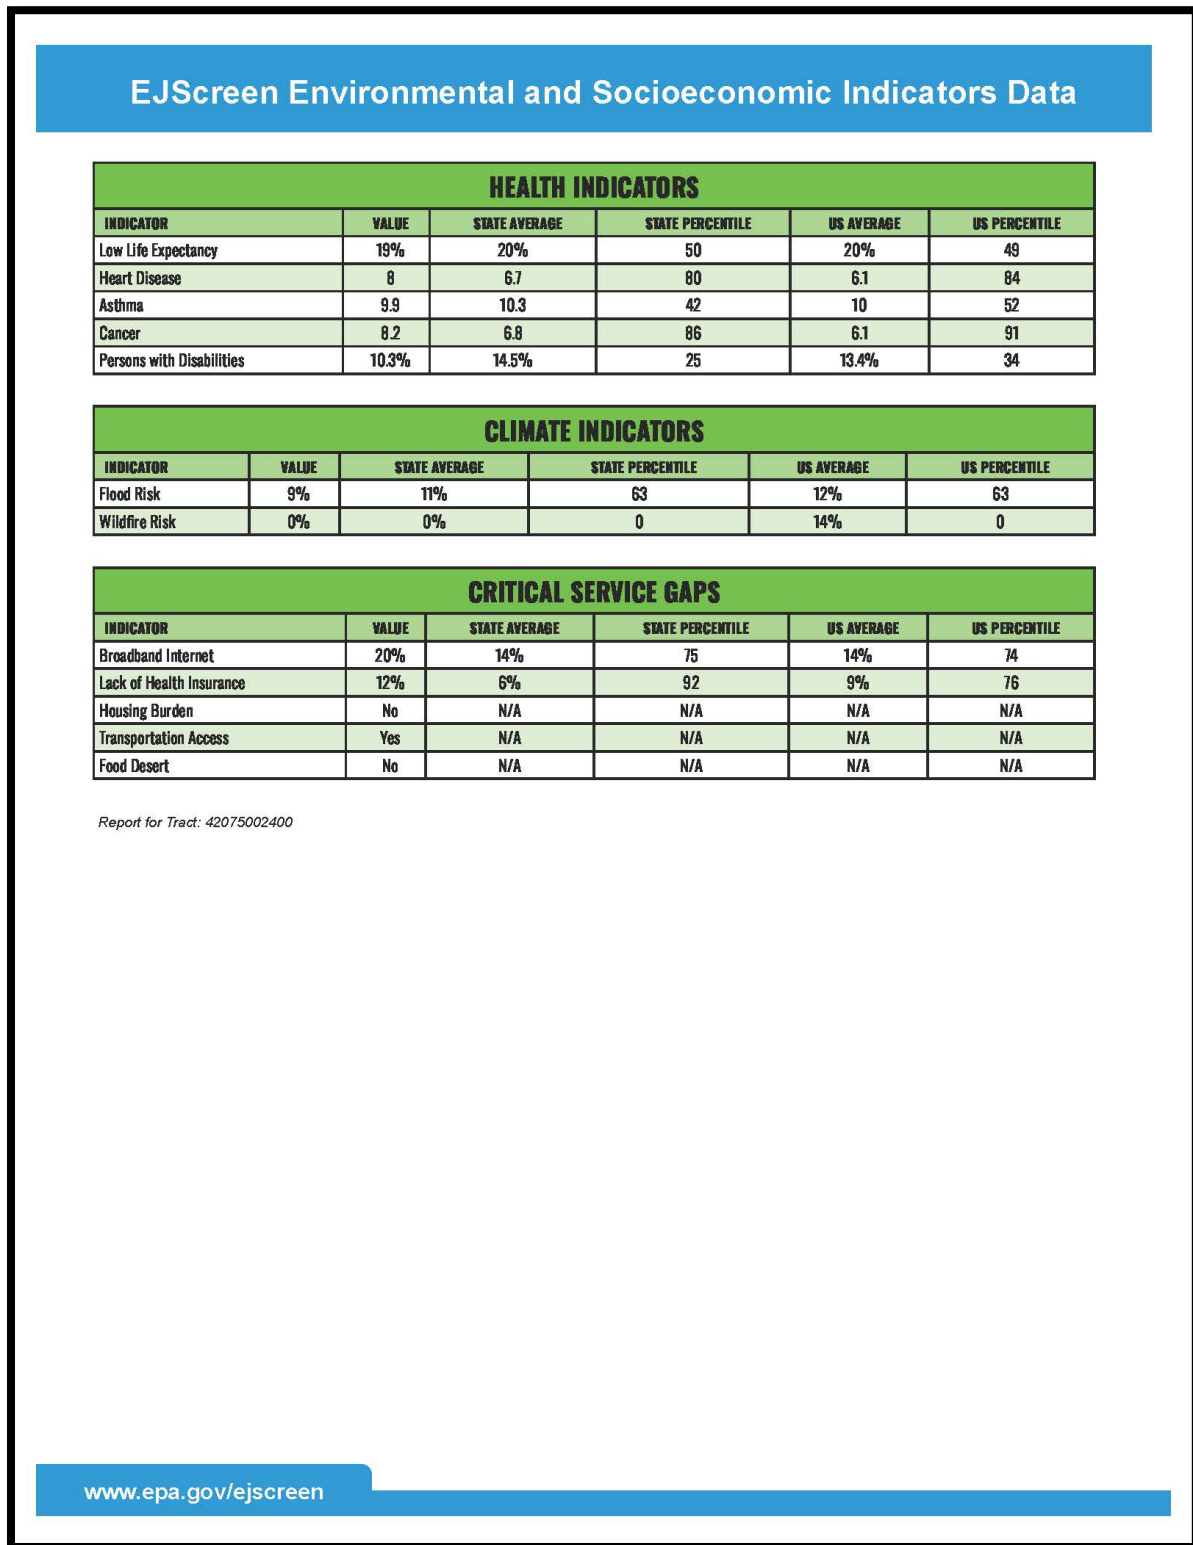 EJScreen Environmental and Socioeconomic Indicators Data
HEALTH INDICATORS
INDICATOR VALUE STATE AVERAGE STATE PERCENTILE US AVERAGE US PERCENTILE
Low Life Expectancy 19% 20% 50 20% 49
Heart Disease 8 6.7 80 6.1 84
Asthma 9.9 10.3 42 10 52
Cancer 8.2 6.8 86 6.1 91
Persons with Disabilities 10.3% 14.5% 25 13.4% 34
CLIMATE INDICATORS
INDICATOR VALUE STATE AVERAGE STATE PERCENTILE US AVERAGE US PERCENTILE
Flood Risk 9% 11% 63 12% 63
Wildfire Risk 0% 0% 0 14% 0
CRITICAL SERVICE GAPS
INDICATOR VALUE STATE AVERAGE STATE PERCENTILE US AVERAGE US PERCENTILE
Broadband Internet 20% 14% 75 14% 74
Lack of Health Insurance 12% 6% 92 9% 76
Housing Burden No N/A N/A N/A N/A
Transportation Access Yes N/A N/A N/A N/A
Food Desert No N/A N/A N/A N/A
Report for Tract: 42075002400
www.epa.gov/ejscreen